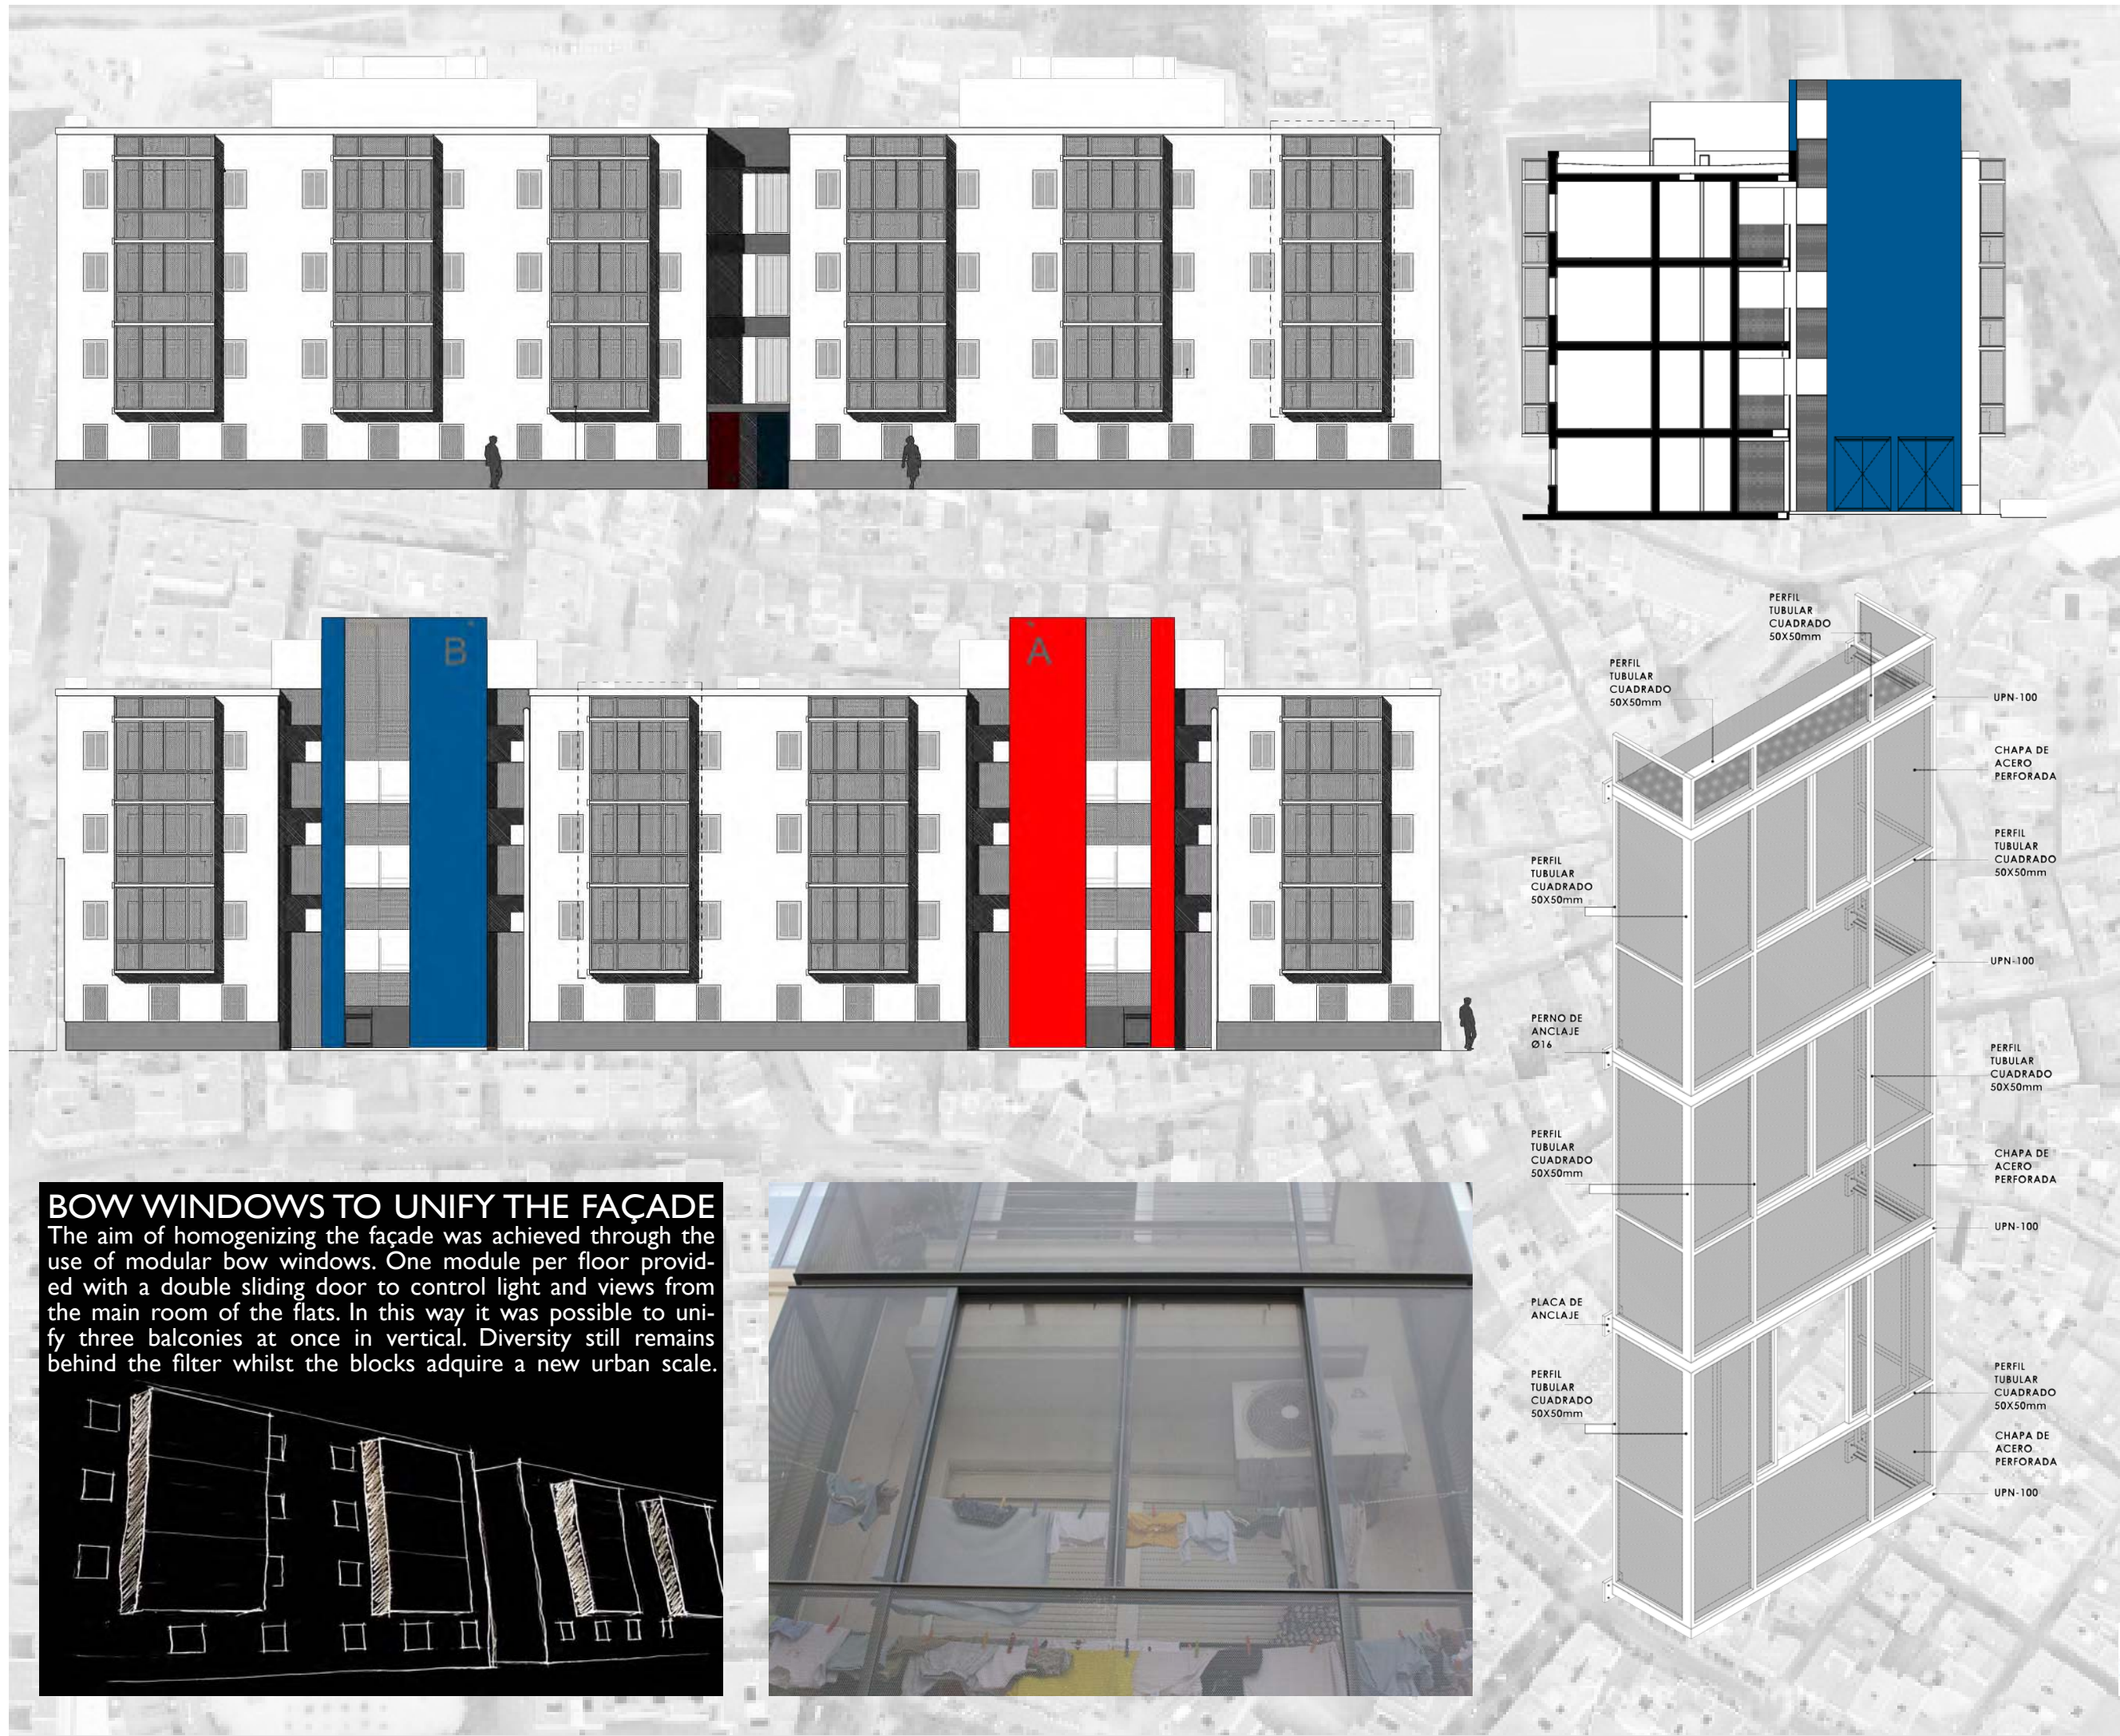 B
A
PERFIL
TUBULAR
CUADRADO
50X50mm
PERFIL
TUBULAR
CUADRADO
50X50mm
UPN-100
CHAPA DE
ACERO
PERFORADA
PERFIL
TUBULAR
CUADRADO
50X50mm
PERFIL
TUBULAR
CUADRADO
50X50mm
UPN-100
PERNO DE
ANCLAJE
Ø16
PERFIL
TUBULAR
CUADRADO
50X50mm
PERFIL
TUBULAR
CUADRADO
50X50mm
CHAPA DE
ACERO
PERFORADA
UPN-100
PLACA DE
ANCLAJE
PERFIL
TUBULAR
CUADRADO
50X50mm
PERFIL
TUBULAR
CUADRADO
50X50mm
CHAPA DE
ACERO
PERFORADA
UPN-100
BOW WINDOWS TO UNIFY THE FAÇADE
The aim of homogenizing the façade was achieved through the
use of modular bow windows. One module per floor provid-
ed with a double sliding door to control light and views from
the main room of the flats. In this way it was possible to uni-
fy three balconies at once in vertical. Diversity still remains
behind the filter whilst the blocks adquire a new urban scale.